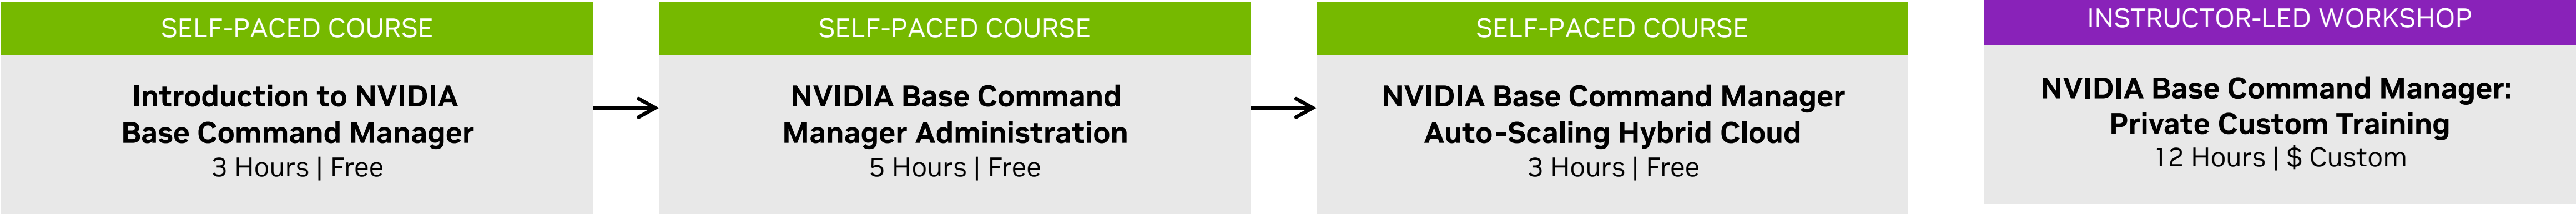 SELF-PACED COURSE
Introduction to NVIDIA
Base Command Manager
3 Hours | Free
SELF-PACED COURSE
NVIDIA Base Command
Manager Administration
5 Hours | Free
SELF-PACED COURSE
NVIDIA Base Command Manager
Auto-Scaling Hybrid Cloud
3 Hours | Free
INSTRUCTOR-LED WORKSHOP
NVIDIA Base Command Manager:
Private Custom Training
12 Hours | $ Custom